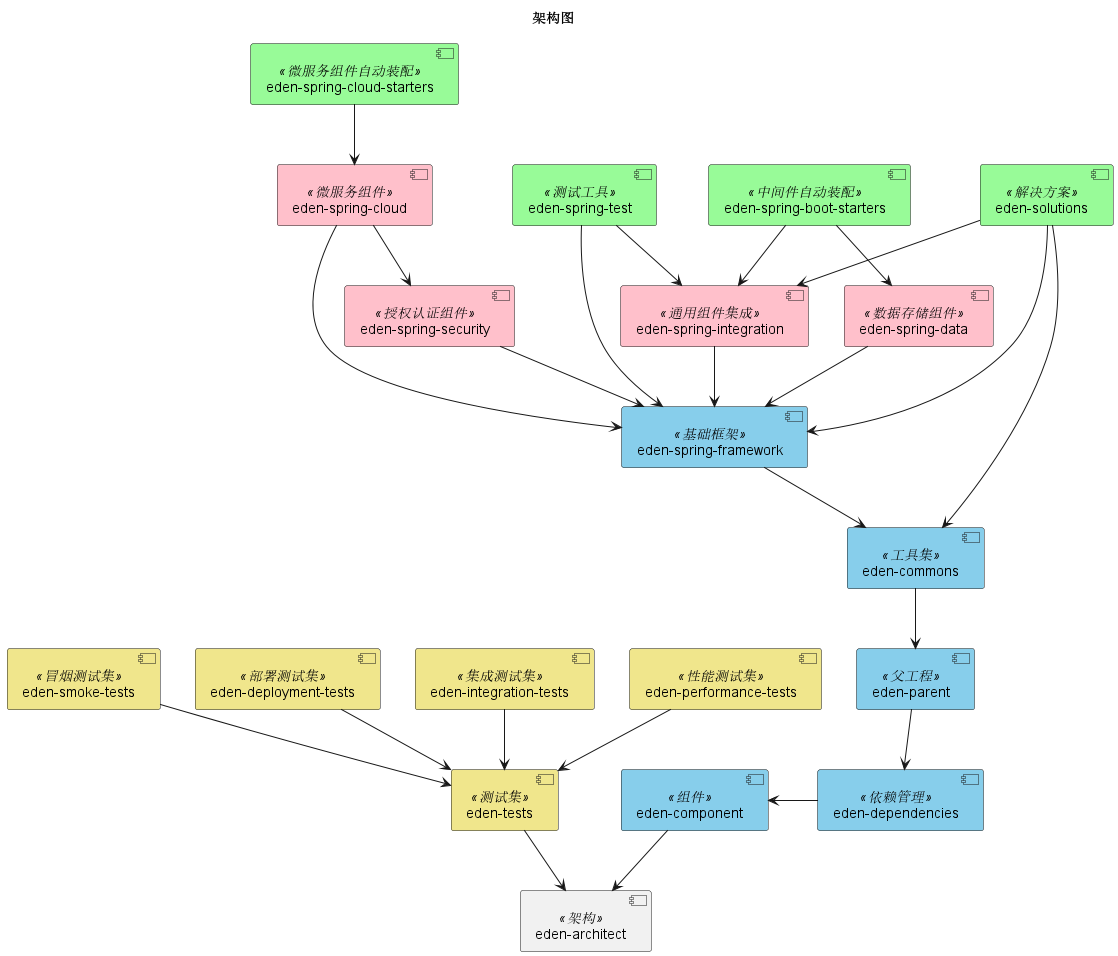 架构图
«微服务组件自动装配»
eden-spring-cloud-starters
«微服务组件»
eden-spring-cloud
«测试工具»
eden-spring-test
«中间件自动装配»
eden-spring-boot-starters
«解决方案»
eden-solutions
«授权认证组件»
eden-spring-security
«通用组件集成»
eden-spring-integration
«数据存储组件»
eden-spring-data
«基础框架»
eden-spring-framework
«工具集»
eden-commons
«冒烟测试集»
eden-smoke-tests
«部署测试集»
eden-deployment-tests
«集成测试集»
eden-integration-tests
«性能测试集»
eden-performance-tests
«父工程»
eden-parent
«测试集»
eden-tests
«组件»
eden-component
«依赖管理»
eden-dependencies
«架构»
eden-architect